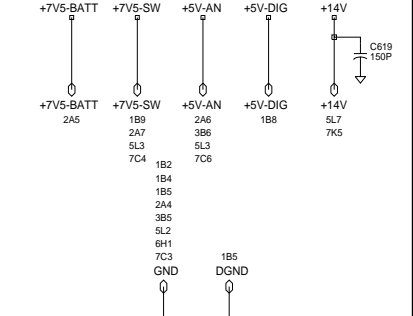 +7V5-BATT +7V5-SW +5V-AN +5V-DIG +14V
C619
150P
+7V5-BATT +7V5-SW +5V-AN +5V-DIG +14V
2A5 1B9 2A6 1B8 5L7
2A7 3B6 7K5
5L3 5L3
7C4 7C6
1B2
1B4
1B5
2A4
3B5
5L2
6H1
7C3 1B5
GND DGND